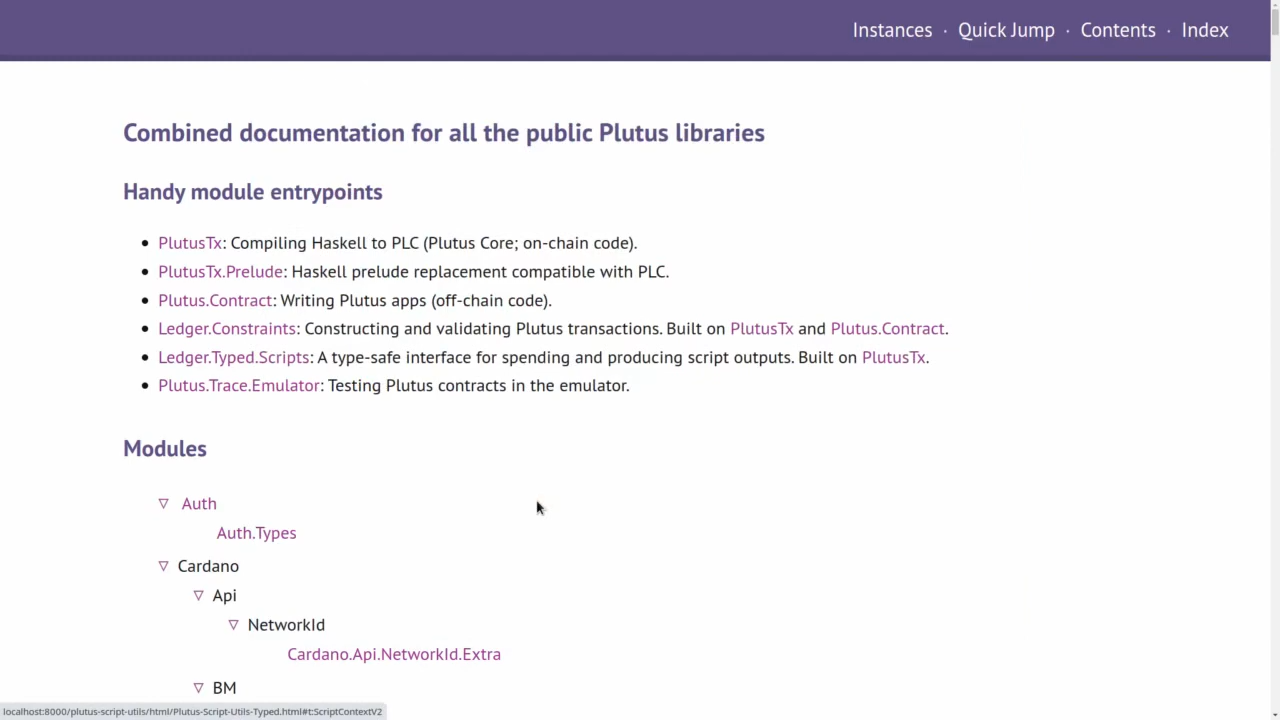 Instances · Quick Jump · Contents · Index
Combined documentation for all the public Plutus libraries
Handy module entrypoints
• PlutusTx: Compiling Haskell to PLC (Plutus Core; on-chain code).
• PlutusTx.Prelude: Haskell prelude replacement compatible with PLC.
• Plutus.Contract: Writing Plutus apps (off-chain code).
• Ledger.Constraints: Constructing and validating Plutus transactions. Built on PlutusTx and Plutus.Contract.
• Ledger.Typed.Scripts: A type-safe interface for spending and producing script outputs. Built on PlutusTx.
• Plutus.Trace.Emulator: Testing Plutus contracts in the emulator.
Modules
▽ Auth
Auth.Types
▽ Cardano
▽ Api
▽ NetworkId
Cardano.Api.NetworkId.Extra
▽ BM
localhost:8000/plutus-script-utils/html/Plutus-Script-Utils-Typed.html#t:ScriptContextV2